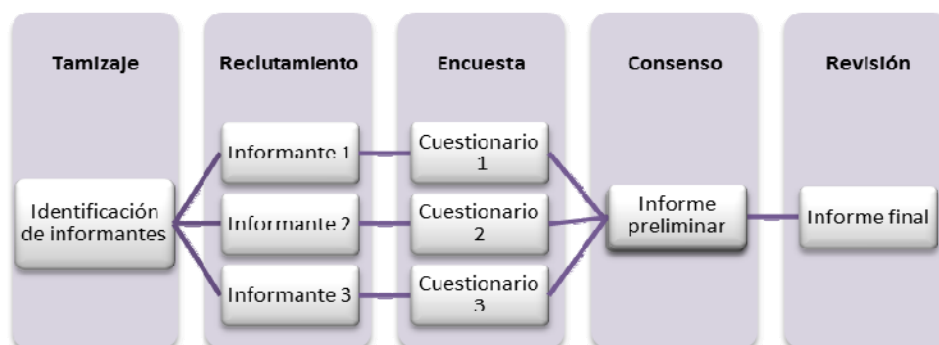 Tamizaje
Reclutamiento
Encuesta
Consenso
Revisión
Identificación
de informantes
Informante 1
Informante 2
Informante 3
Cuestionario
1
Cuestionario
2
Cuestionario
3
Informe
preliminar
Informe final